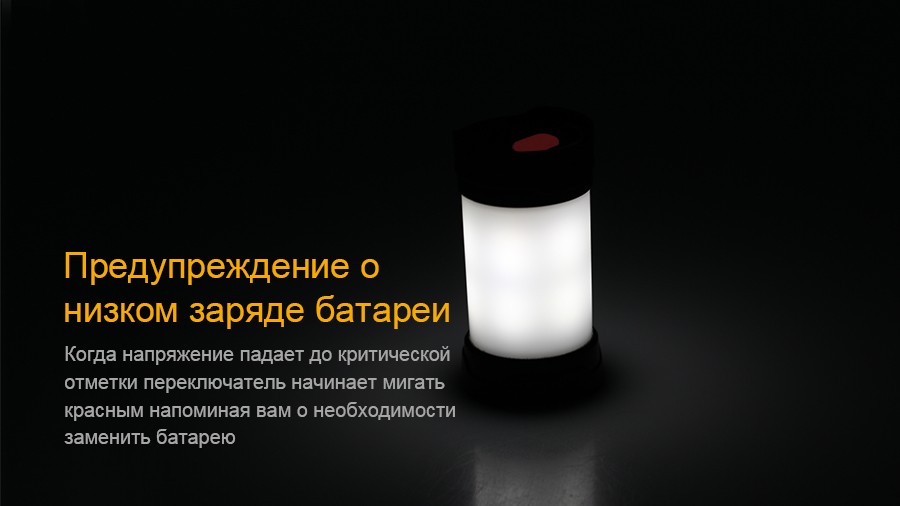 Предупреждение о
низком заряде батареи
Когда напряжение падает до критической
отметки переключатель начинает мигать
красным напоминая вам о необходимости
заменить батарею